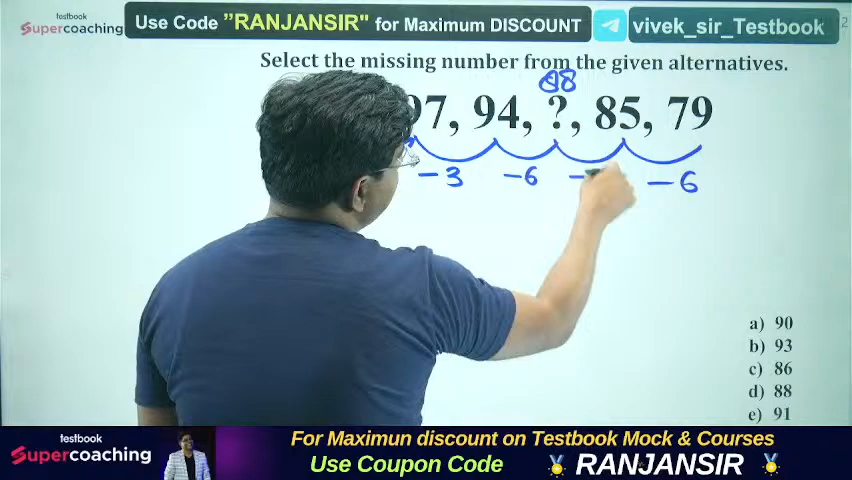 testbook
Supercoaching
Use Code ”RANJANSIR" for Maximum DISCOUNT
vivek_sir_Testbook
Select the missing number from the given alternatives.
88
97, 94, ?, 85, 79
-3 -6 - -6
a) 90
b) 93
c) 86
d) 88
e) 91
testbook
Supercoaching
For Maximun discount on Testbook Mock & Courses
Use Coupon Code RANJANSIR